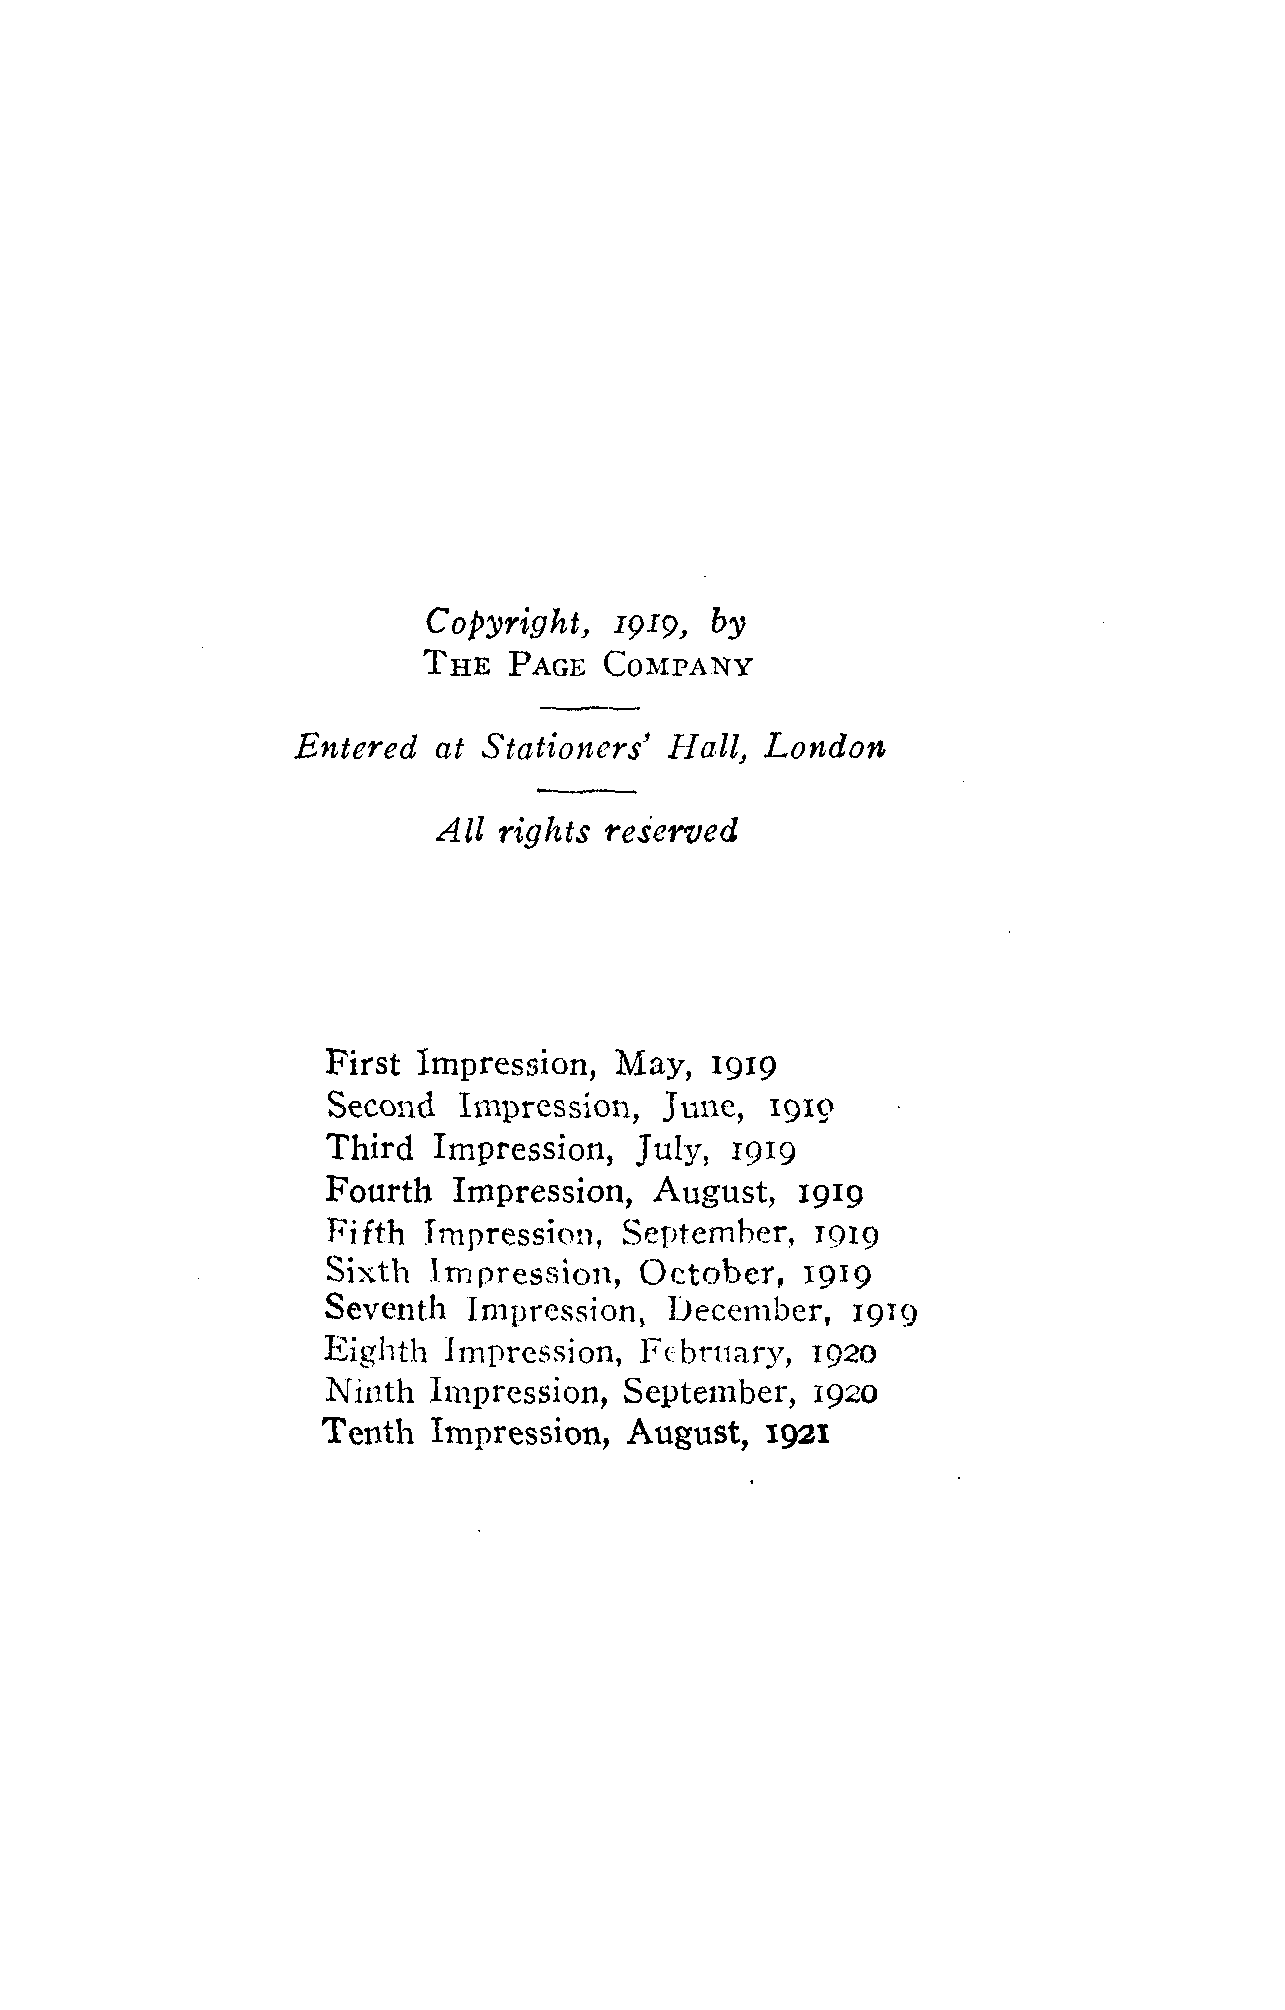 Copyright, 1919, by
THE PAGE COMPANY
Entered at Stationers' Hall, London
All rights reserved
First Impression, May, 1919
Second Impression, June, 1919
Third Impression, July, 1919
Fourth Impression, August, 1919
Fifth Impression, September, 1919
Sixth Impression, October, 1919
Seventh Impression, December, 1919
Eighth Impression, February, 1920
Ninth Impression, September, 1920
Tenth Impression, August, 1921